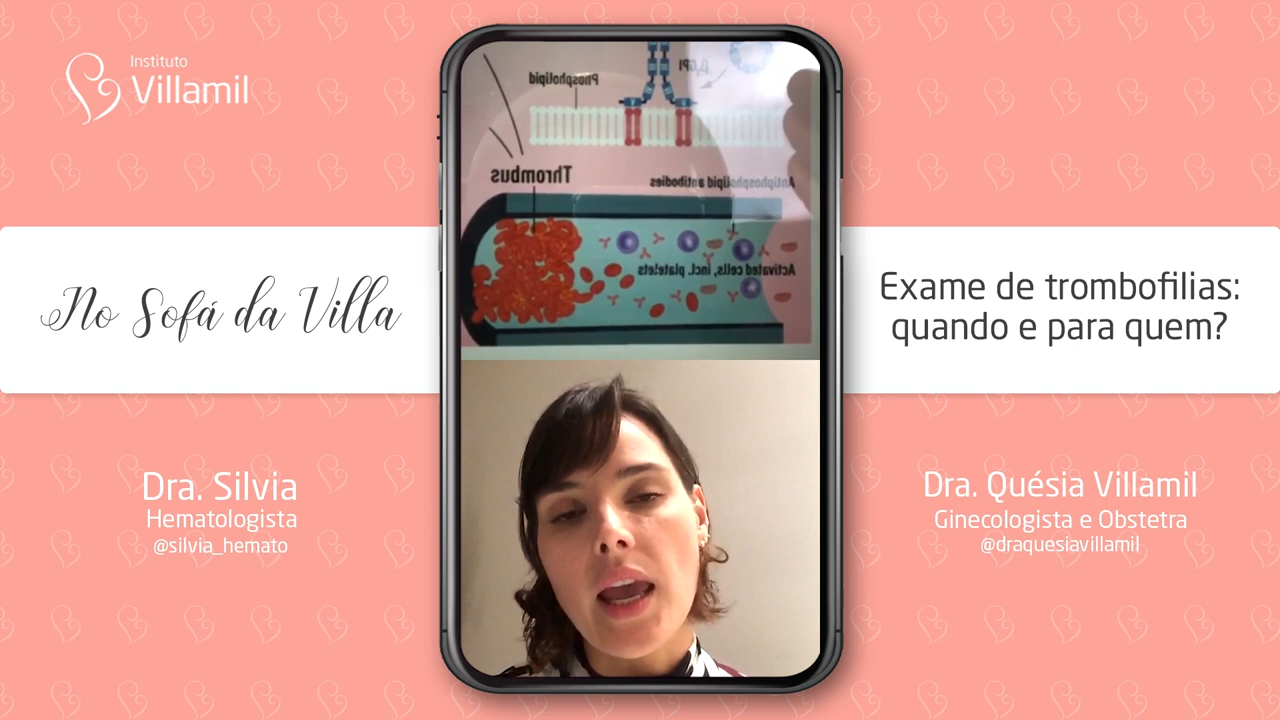 Instituto
Villamil
No Sofá da Villa
Dra. Silvia
Hematologista
@silvia_hemato
Phospholipid
β₂GPI
Thrombus
Antiphospholipid antibodies
Activated cells, incl. platelets
Exame de trombofilias:
quando e para quem?
Dra. Quésia Villamil
Ginecologista e Obstetra
@draquesiavillamil